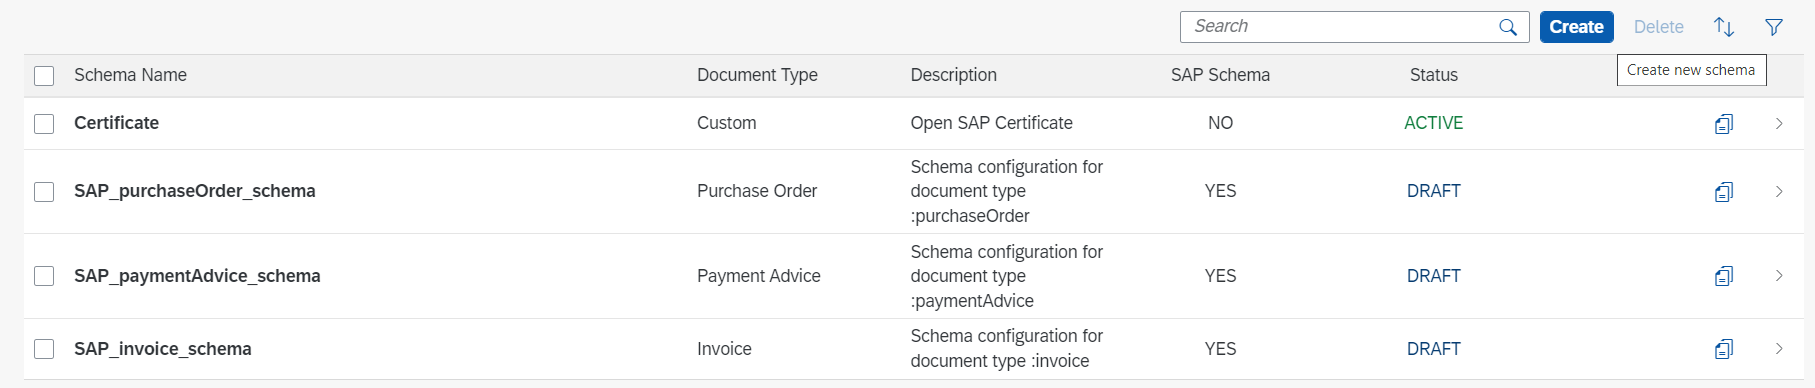 Search Create Delete
Schema Name Document Type Description SAP Schema Status Create new schema
Certificate Custom Open SAP Certificate NO ACTIVE
Schema configuration for
SAP_purchaseOrder_schema Purchase Order document type YES DRAFT
:purchaseOrder
Schema configuration for
SAP_paymentAdvice_schema Payment Advice document type YES DRAFT
:paymentAdvice
Schema configuration for
SAP_invoice_schema Invoice YES DRAFT
document type :invoice